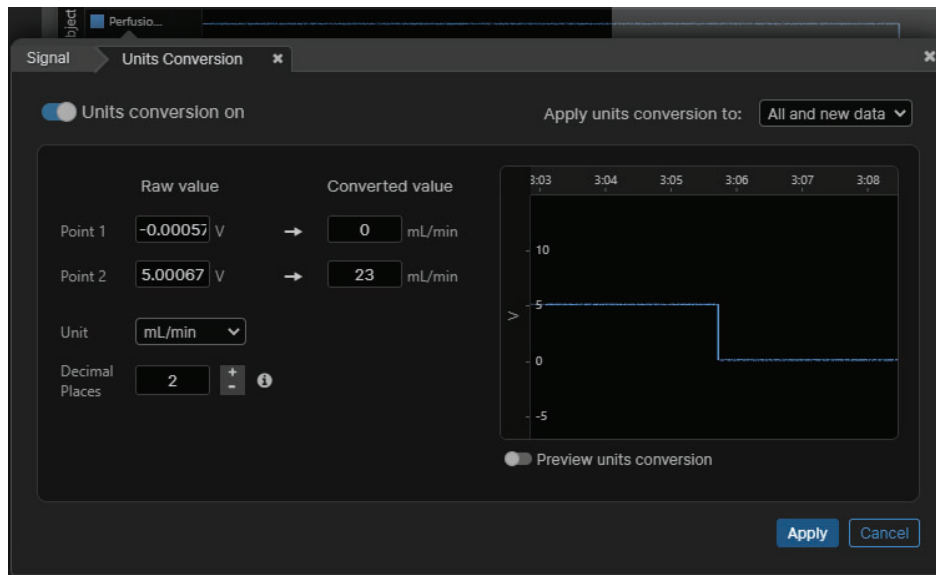 bject
Perfusio...
Signal
Units Conversion
Units conversion on
Apply units conversion to: All and new data
Raw value Converted value
Point 1 -0.00057 V → 0 mL/min
Point 2 5.00067 V → 23 mL/min
Unit mL/min
Decimal
Places
2 + -
3:03 3:04 3:05 3:06 3:07 3:08
V
10
5
0
-5
Preview units conversion
Apply Cancel